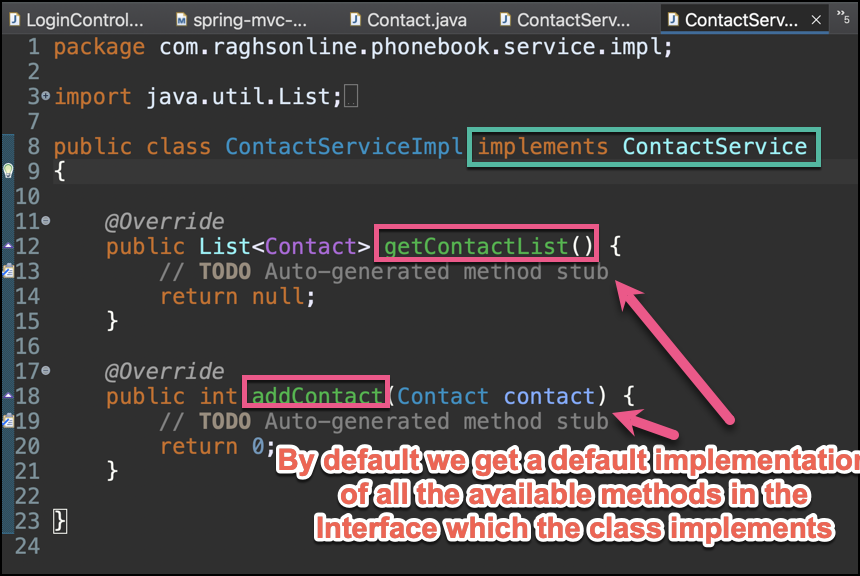 LoginControl... spring-mvc-... Contact.java ContactServ... ContactServ... × »5
1 package com.raghsonline.phonebook.service.impl;
2
3 import java.util.List;
7
8 public class ContactServiceImpl implements ContactService
9 {
10
11 @Override
12 public List<Contact> getContactList() {
13 // TODO Auto-generated method stub
14 return null;
15 }
16
17 @Override
18 public int addContact(Contact contact) {
19 // TODO Auto-generated method stub
20 return 0;
21 }
22
23 }
24
By default we get a default implementation
of all the available methods in the
Interface which the class implements